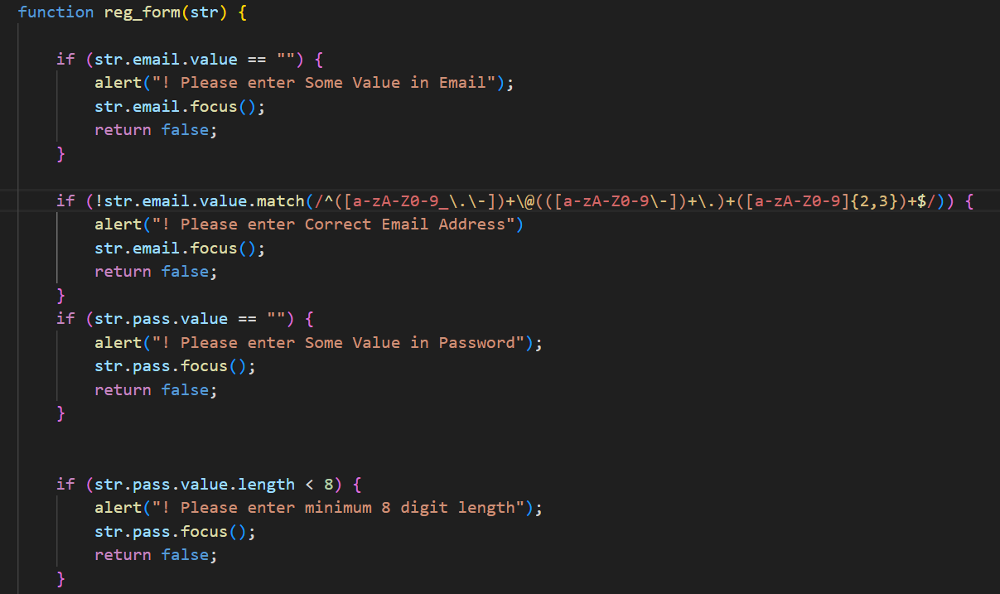 function reg_form(str) {
if (str.email.value == "") {
alert("! Please enter Some Value in Email");
str.email.focus();
return false;
}
if (!str.email.value.match(/^([a-zA-Z0-9_\.\-])+\@(([a-zA-Z0-9\-])+\.)+([a-zA-Z0-9]{2,3})+$/)) {
alert("! Please enter Correct Email Address")
str.email.focus();
return false;
}
if (str.pass.value == "") {
alert("! Please enter Some Value in Password");
str.pass.focus();
return false;
}
if (str.pass.value.length < 8) {
alert("! Please enter minimum 8 digit length");
str.pass.focus();
return false;
}